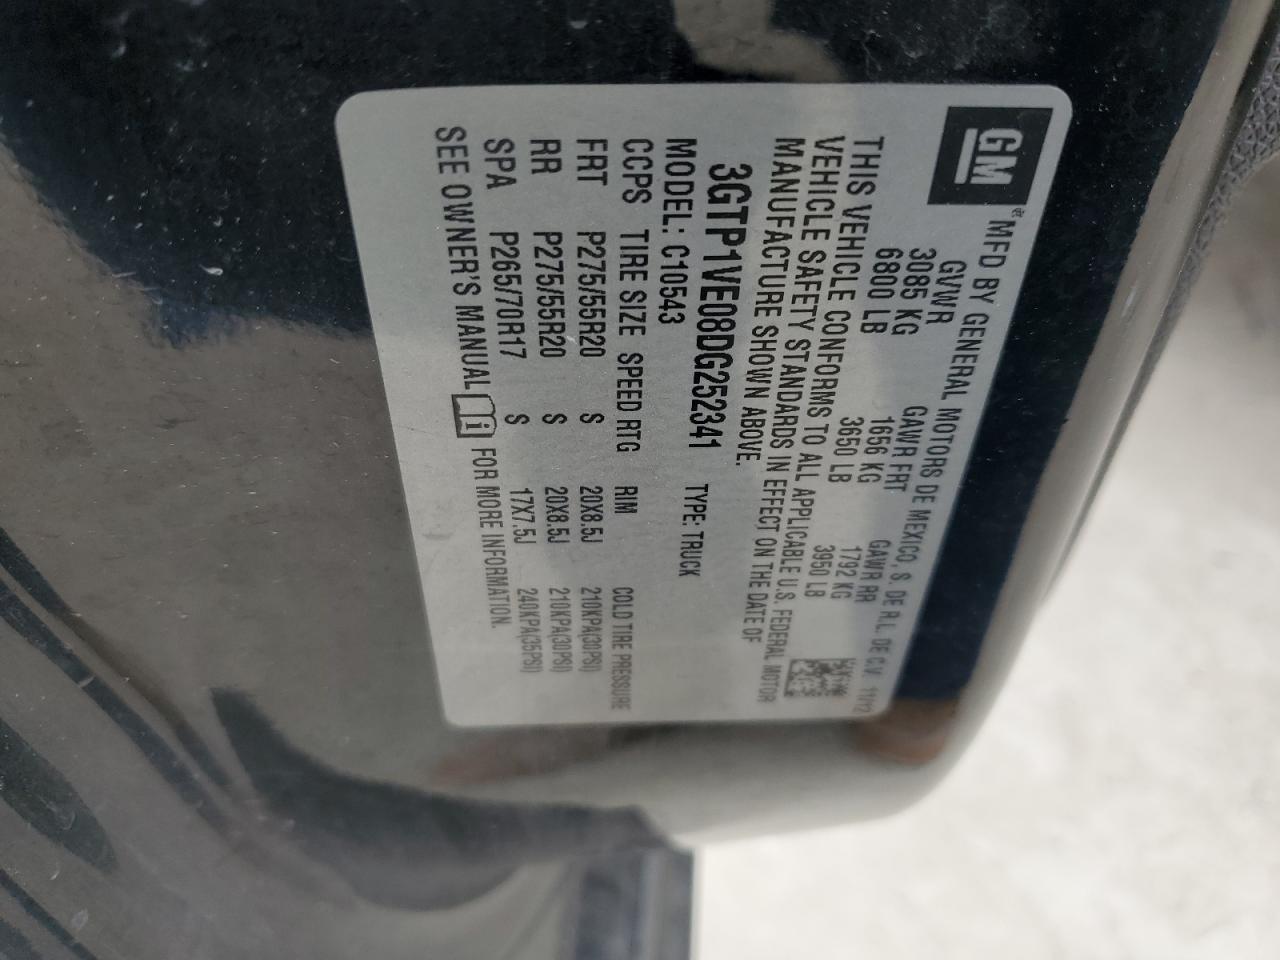 GM
MFD BY GENERAL MOTORS DE MEXICO, S. DE R.L. DE C.V. 11/12
GVWR GAWR FRT GAWR RR
3085 KG 1656 KG 1792 KG
6800 LB 3650 LB 3950 LB
THIS VEHICLE CONFORMS TO ALL APPLICABLE U.S. FEDERAL MOTOR
VEHICLE SAFETY STANDARDS IN EFFECT ON THE DATE OF
MANUFACTURE SHOWN ABOVE.
3GTP1VE08DG252341 TYPE: TRUCK
MODEL: C10543
CCPS TIRE SIZE SPEED RTG RIM COLD TIRE PRESSURE
FRT P275/55R20 S 20X8.5J 210KPA(30PSI)
RR P275/55R20 S 20X8.5J 210KPA(30PSI)
SPA P265/70R17 S 17X7.5J 240KPA(35PSI)
SEE OWNER'S MANUAL FOR MORE INFORMATION.